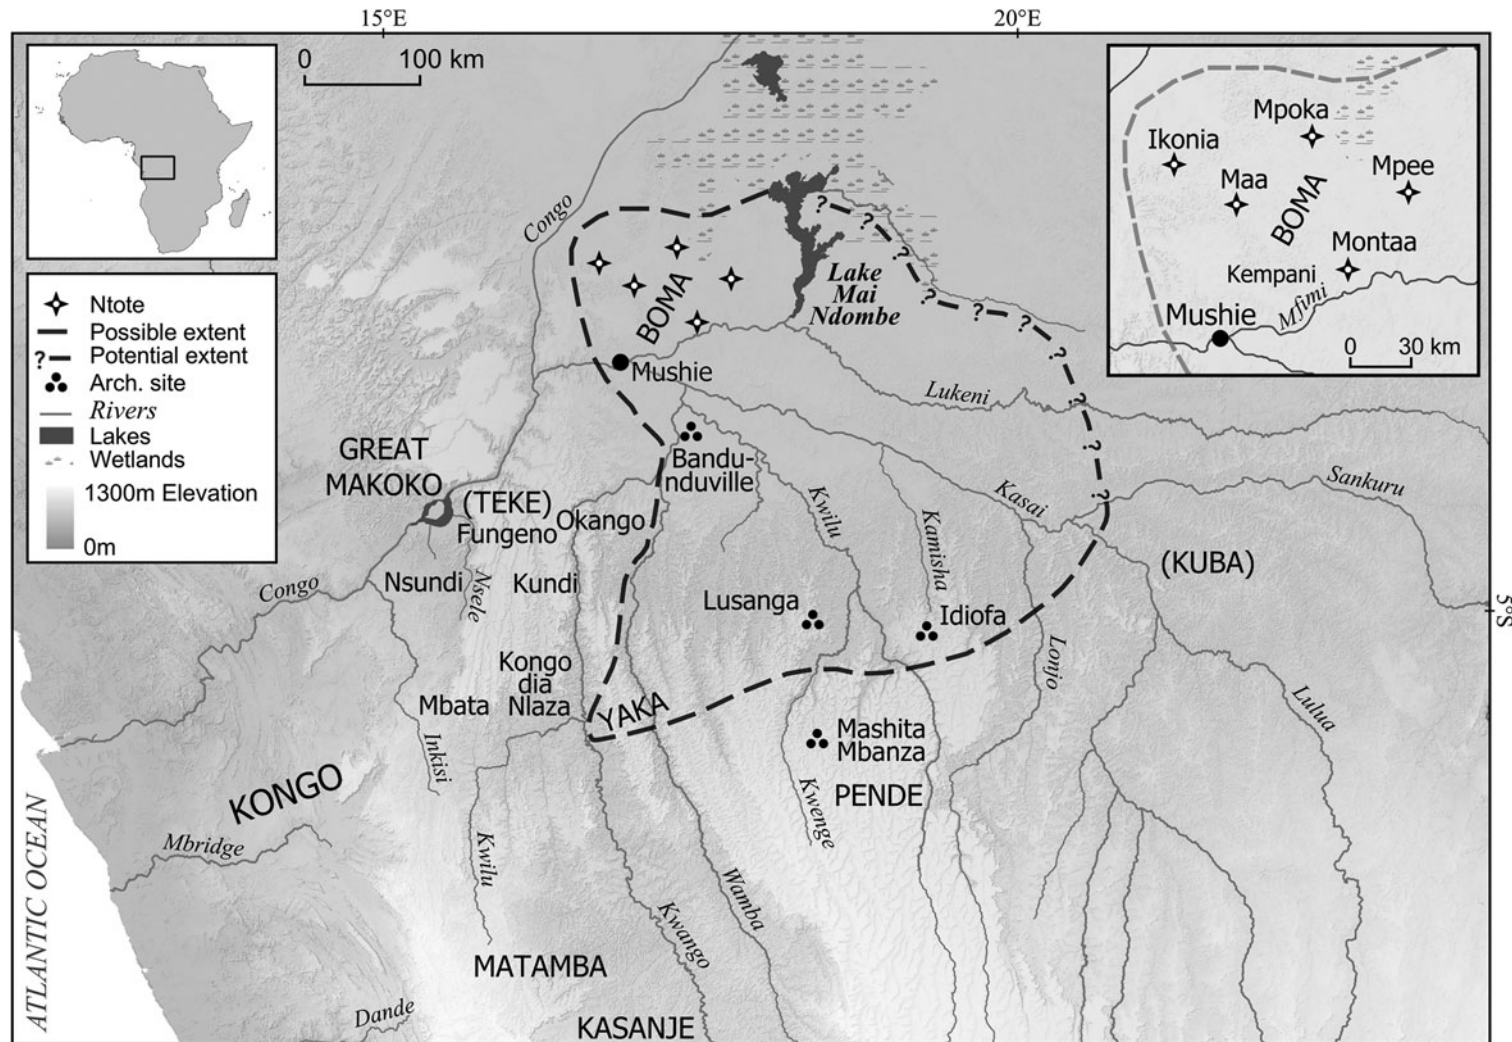 15°E
20°E
0
100 km
Ntote
Possible extent
? Potential extent
Arch. site
Rivers
Lakes
Wetlands
1300m Elevation
0m
Ikonia
Mpoka
Maa
Mpee
BOMA
Montaa
Kempani
Mfimi
Mushie
0
30 km
Congo
BOMA
Lake
Mai
Ndombe
?
?
?
?
?
?
?
?
?
?
Mushie
Lukeni
GREAT
MAKOKO
(TEKE)
Fungeno
Okango
Bandu-
nduville
Kwilu
Kamisha
Kasai
Sankuru
(KUBA)
Congo
Nsundi
Nsele
Kundi
Lusanga
Idiofa
5°S
Lonjo
Kongo
dia
Nlaza
Mbata
YAKA
Inkisi
Mashita
Mbanza
PENDE
Kwenge
Lulua
KONGO
Mbridge
Kwilu
Wamba
Kwango
MATAMBA
Dande
KASANJE
ATLANTIC OCEAN